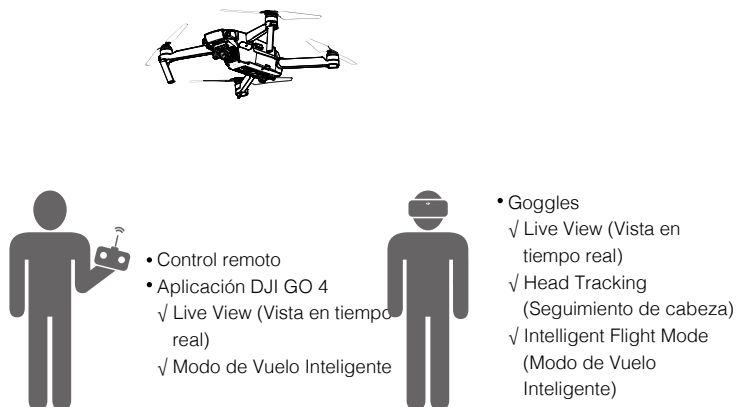 • Control remoto
• Aplicación DJI GO 4
√ Live View (Vista en tiempo
real)
√ Modo de Vuelo Inteligente
• Goggles
√ Live View (Vista en
tiempo real)
√ Head Tracking
(Seguimiento de cabeza)
√ Intelligent Flight Mode
(Modo de Vuelo
Inteligente)